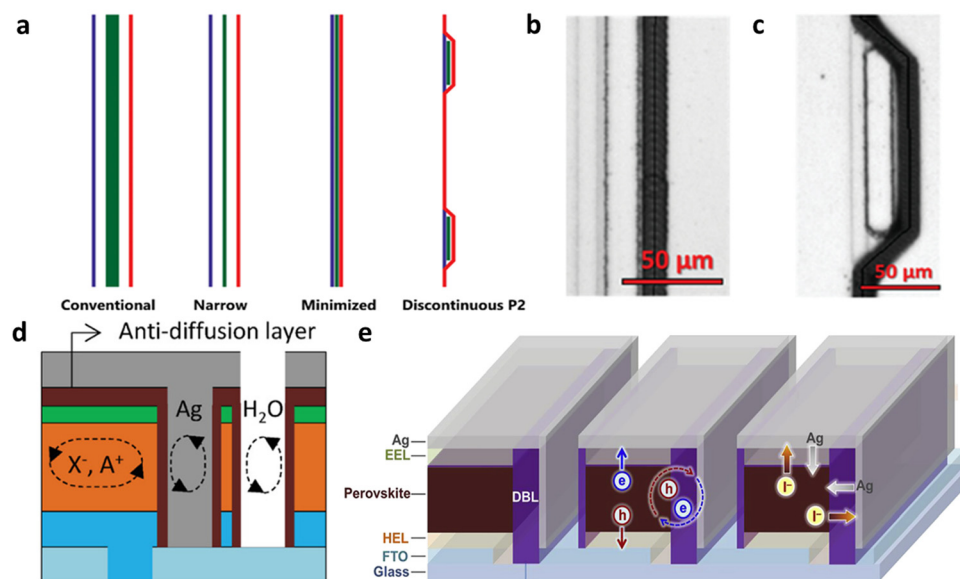 a
b
c
50 μm
50 μm
Conventional
Narrow
Minimized
Discontinuous P2
d
Anti-diffusion layer
e
Ag
H₂O
X⁻, A⁺
Ag
EEL
Perovskite
HEL
FTO
Glass
DBL
e
h
h
e
Ag
I⁻
Ag
I⁻